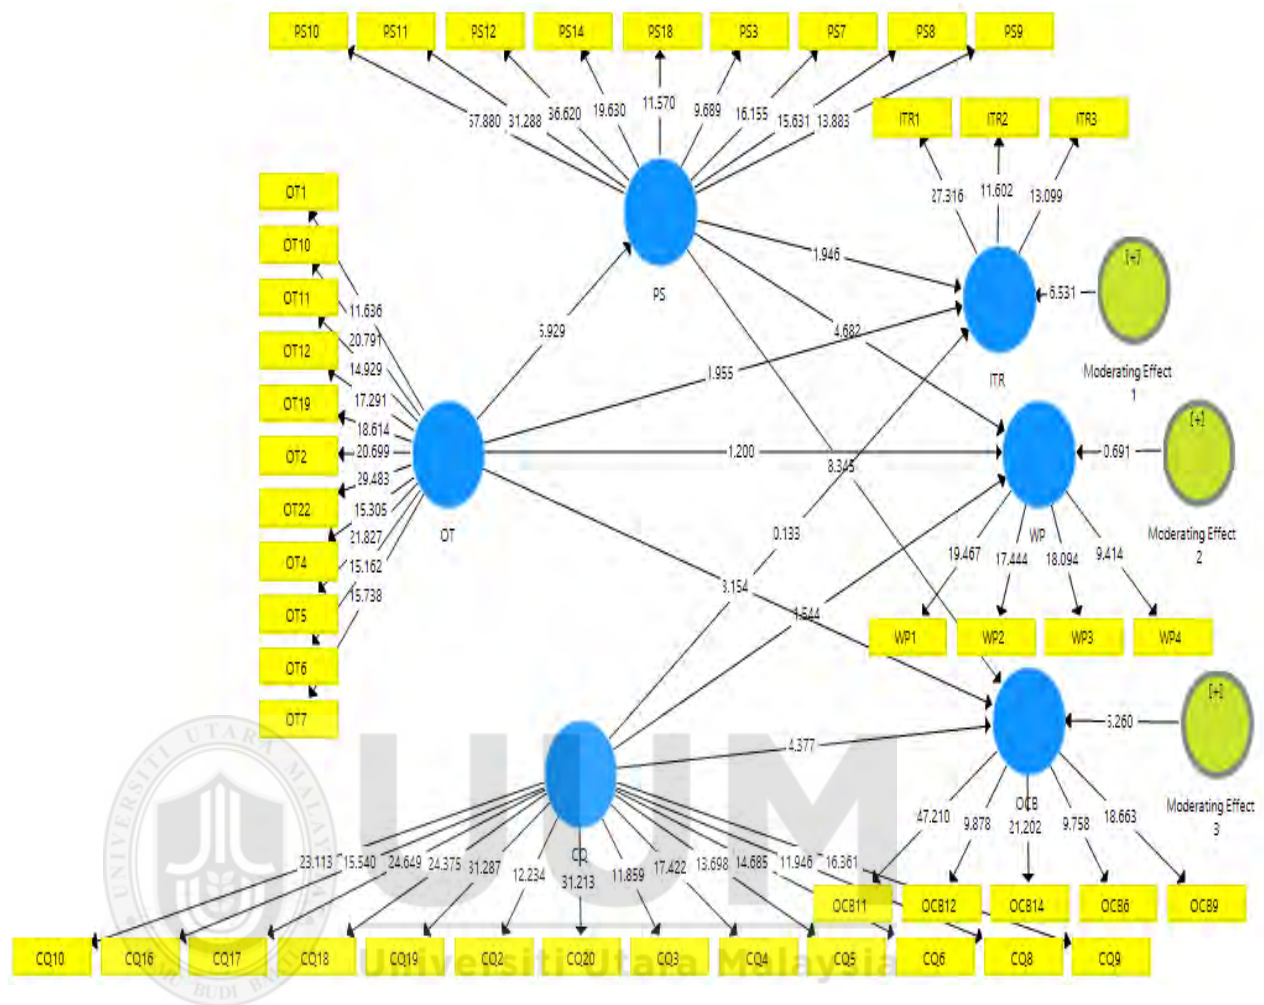 PS10 PS11 PS12 PS14 PS18 PS3 PS7 PS8 PS9
37.880 31.288 36.620 19.630 11.570 9.689 16.155 15.631 13.883
ITR1 ITR2 ITR3
27.316 11.602 13.099
OT1
OT10
OT11
OT12
OT19
OT2
OT22
OT4
OT5
OT6
OT7
11.636
20.791
14.929
17.291
18.614
20.699
29.483
15.305
21.827
15.162
15.738
PS
5.929
1.946
4.682
1.955
1.200
8.345
0.133
3.154
1.544
4.377
[+]
6.531
ITR
Moderating Effect
1
[+]
0.691
WP
Moderating Effect
2
OT
19.467 17.444 18.094 9.414
WP1 WP2 WP3 WP4
[+]
3.260
OCB
Moderating Effect
3
47.210 9.878 21.202 9.758 18.663
OCB11 OCB12 OCB14 OCB6 OCB9
CQ
23.113 15.540 24.649 24.375 31.287 12.234 31.213 11.859 17.422 13.698 14.685 11.946 16.361
CQ10 CQ16 CQ17 CQ18 CQ19 CQ2 CQ20 CQ3 CQ4 CQ5 CQ6 CQ8 CQ9
UUM
Universiti Utara Malaysia
UNIVERSITI UTARA MALAYSIA
BUDI